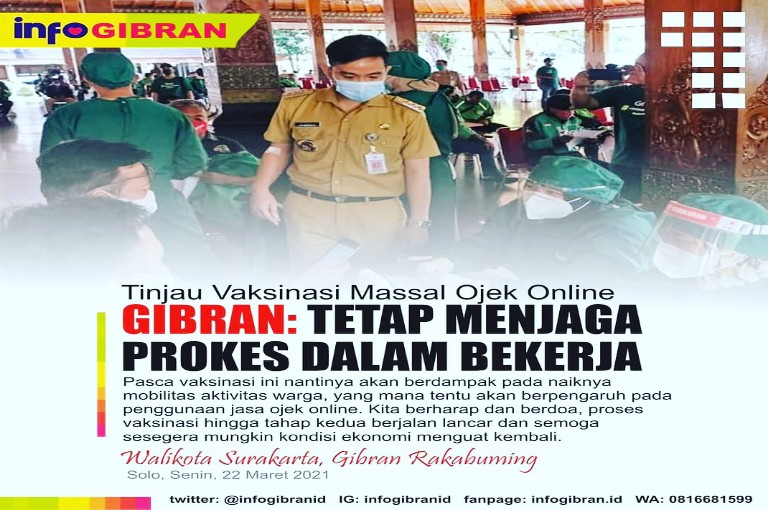 infoGIBRAN
Tinjau Vaksinasi Massal Ojek Online
GIBRAN: TETAP MENJAGA
PROKES DALAM BEKERJA
Pasca vaksinasi ini nantinya akan berdampak pada naiknya
mobilitas aktivitas warga, yang mana tentu akan berpengaruh pada
penggunaan jasa ojek online. Kita berharap dan berdoa, proses
vaksinasi hingga tahap kedua berjalan lancar dan semoga
sesegera mungkin kondisi ekonomi menguat kembali.
Walikota Surakarta, Gibran Rakabuming
Solo, Senin, 22 Maret 2021
twitter: @infogibranid IG: infogibranid fanpage: infogibran.id WA: 0816681599